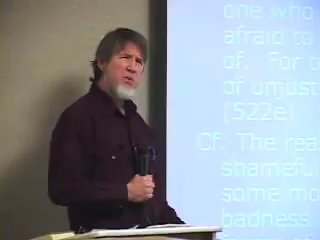 one who
afraid to
of. For t
of unjust
(522e)
Cf. The rea
shameful
some mo
badness